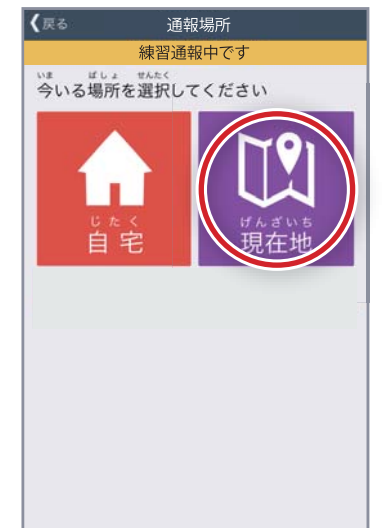 戻る 通報場所
練習通報中です
いま ばしょ せんたく
今いる場所を選択してください
じたく げんざいち
自宅 現在地